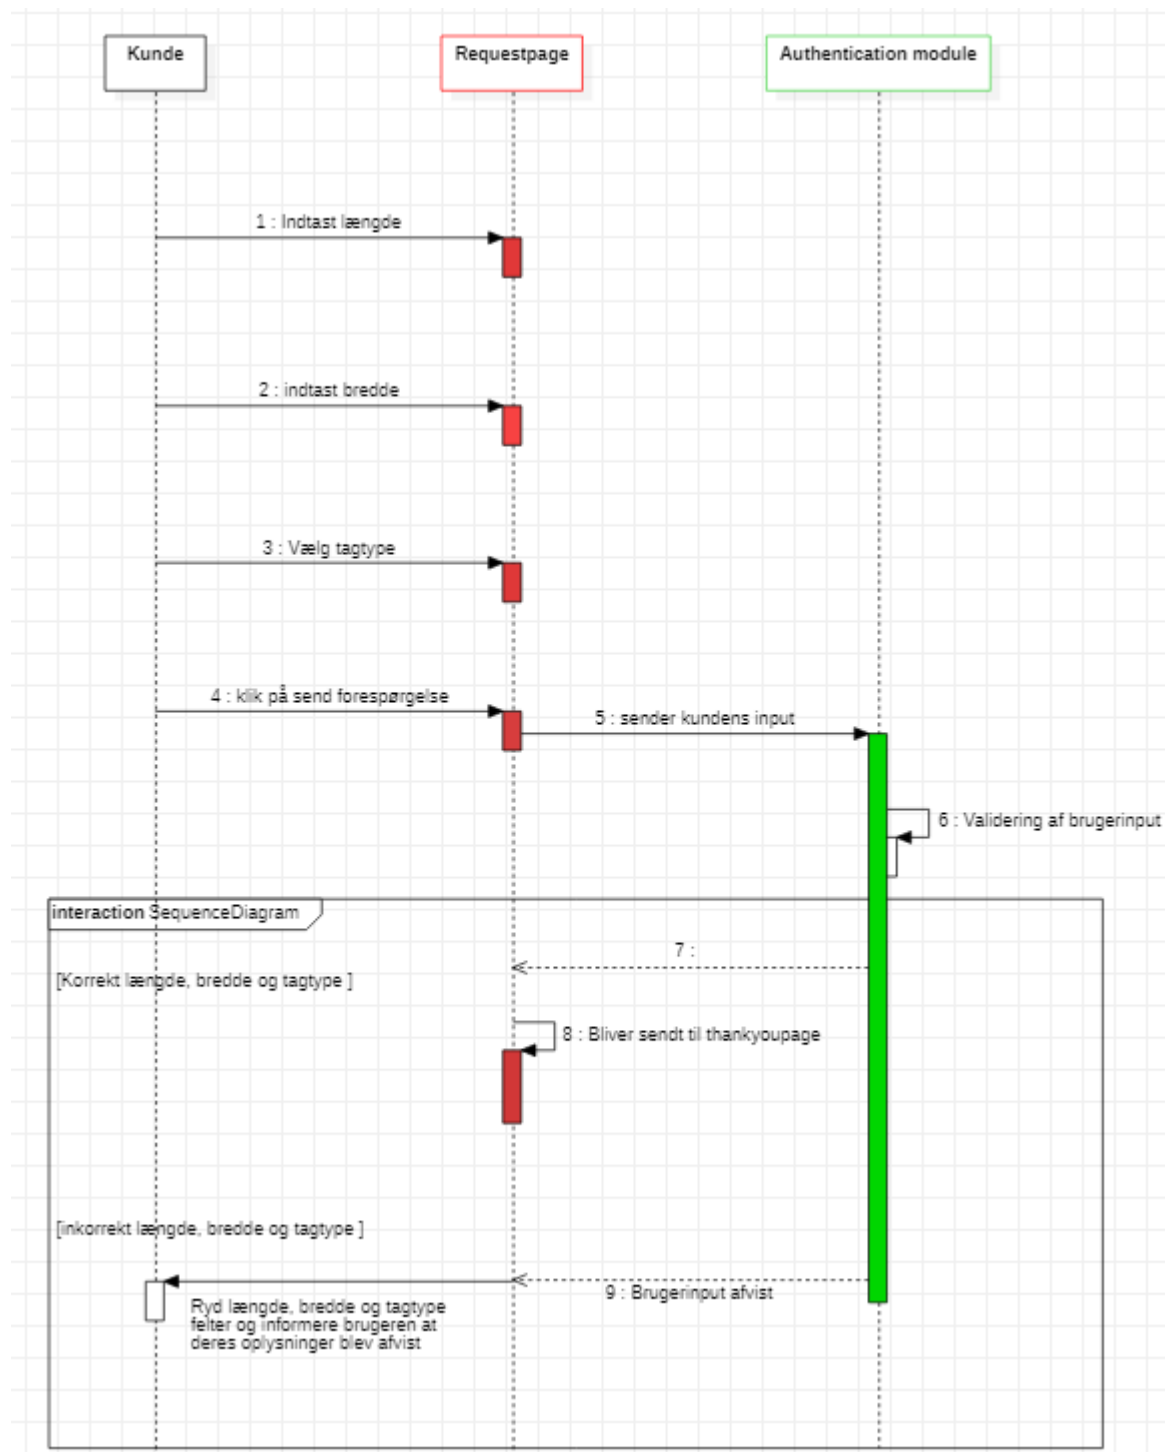 Kunde
Requestpage
Authentication module
1 : Indtast længde
2 : indtast bredde
3 : Vælg tagtype
4 : klik på send forespørgelse
5 : sender kundens input
6 : Validering af brugerinput
interaction SequenceDiagram
7 :
[Korrekt længde, bredde og tagtype ]
8 : Bliver sendt til thankyoupage
[inkorrekt længde, bredde og tagtype ]
9 : Brugerinput afvist
Ryd længde, bredde og tagtype
felter og informere brugeren at
deres oplysninger blev afvist